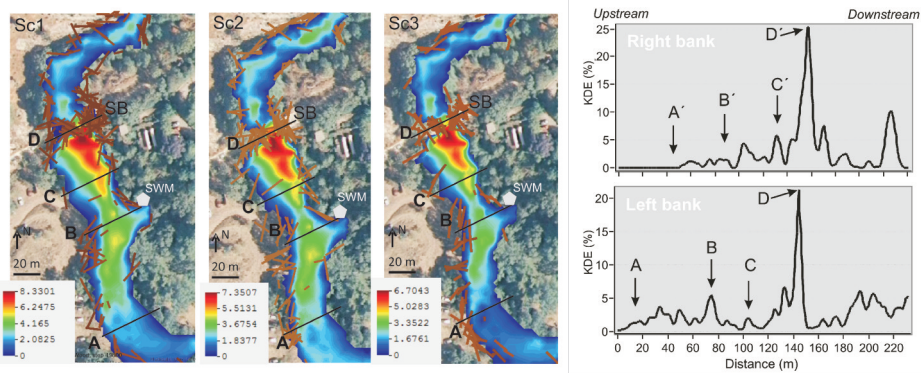 Sc1
SB
D
C
SWM
B
N
20 m
A
8.3301
6.2475
4.165
2.0825
0
Sc2
SB
D
C
SWM
B
N
20 m
A
7.3507
5.5131
3.6754
1.8377
0
Sc3
SB
D
C
SWM
B
N
20 m
A
6.7043
5.0283
3.3522
1.6761
0
Upstream
Downstream
Right bank
KDE (%)
25
20
15
10
5
0
A´
B´
C´
D´
Left bank
KDE (%)
20
15
10
5
0
A
B
C
D
0 20 40 60 80 100 120 140 160 180 200 220
Distance (m)